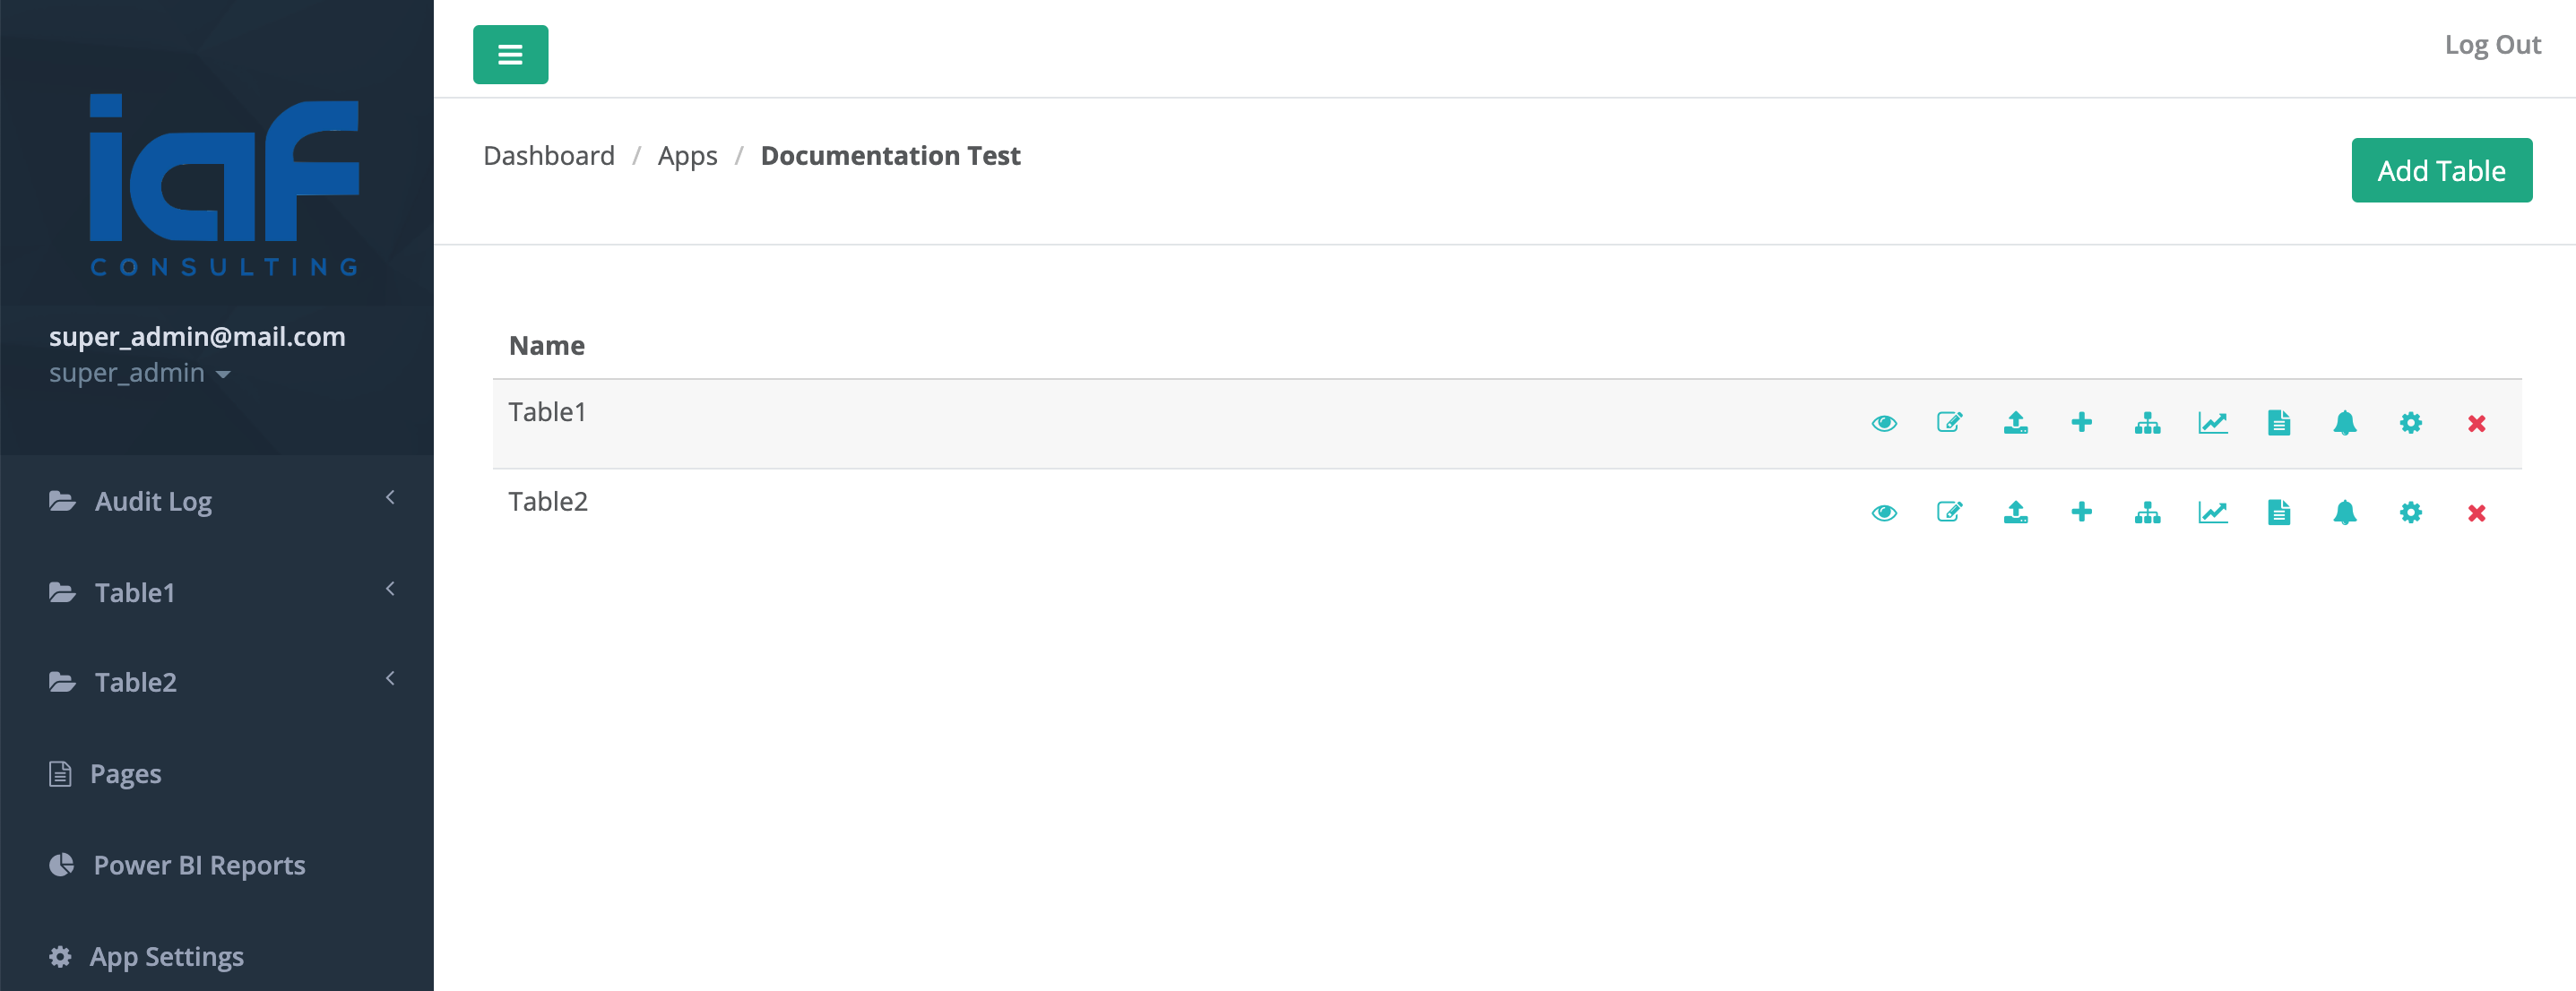 iaf
CONSULTING
super_admin@mail.com
super_admin
Audit Log
Table1
Table2
Pages
Power BI Reports
App Settings
Log Out
Dashboard / Apps / Documentation Test
Add Table
Name
Table1
Table2